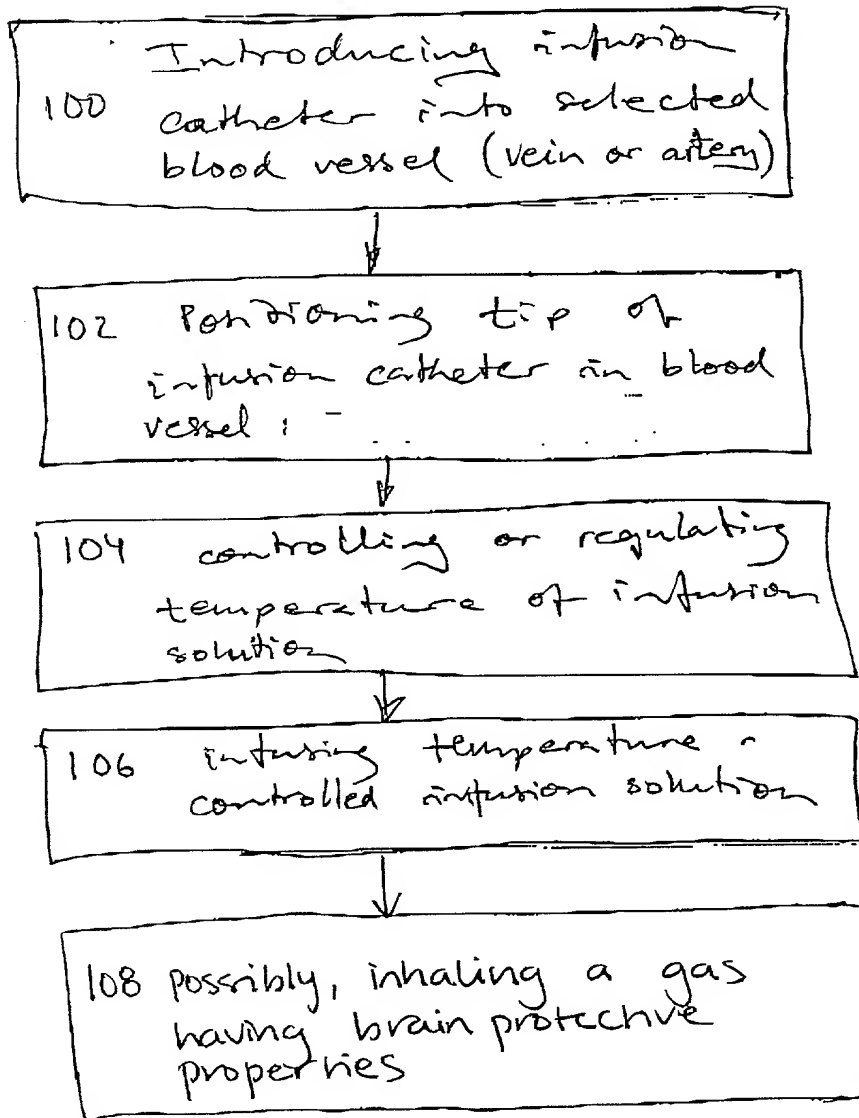 Introducing infusion
100 catheter into selected
blood vessel (vein or artery)
102 Positioning tip of
infusion catheter in blood
vessel
104 controlling or regulating
temperature of infusion
solution
106 infusing temperature -
controlled infusion solution
108 possibly, inhaling a gas
having brain protective
properties